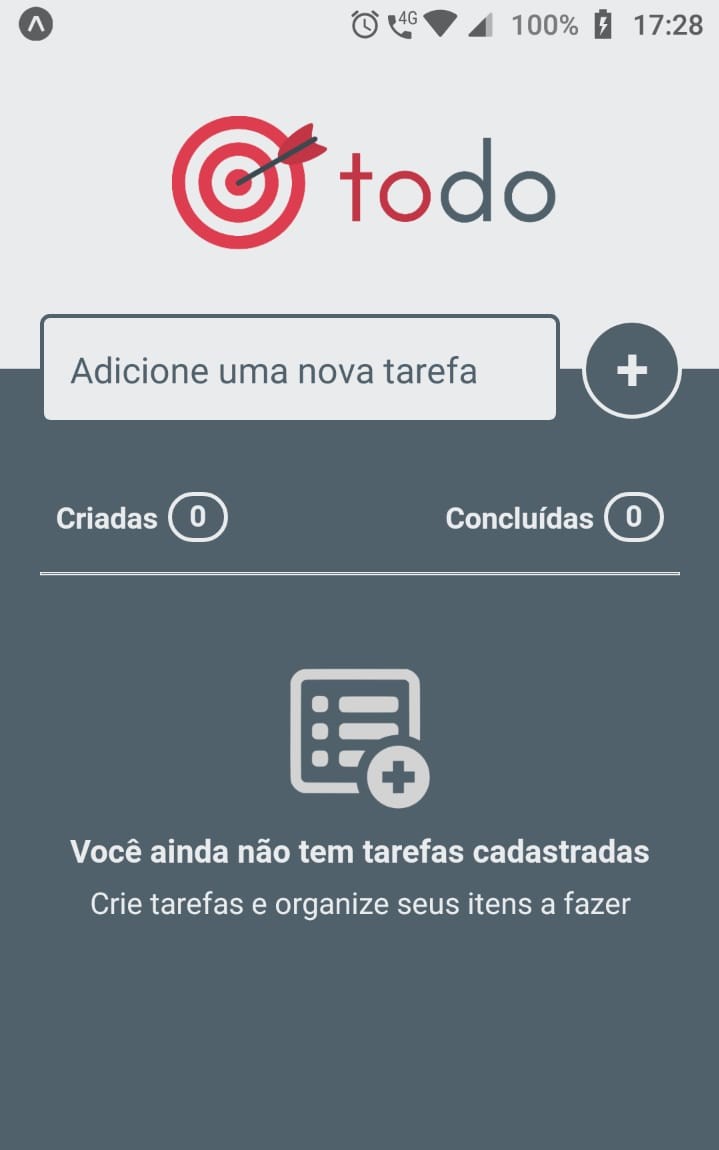 4G 100% 17:28
todo
Adicione uma nova tarefa +
Criadas 0 Concluídas 0
Você ainda não tem tarefas cadastradas
Crie tarefas e organize seus itens a fazer